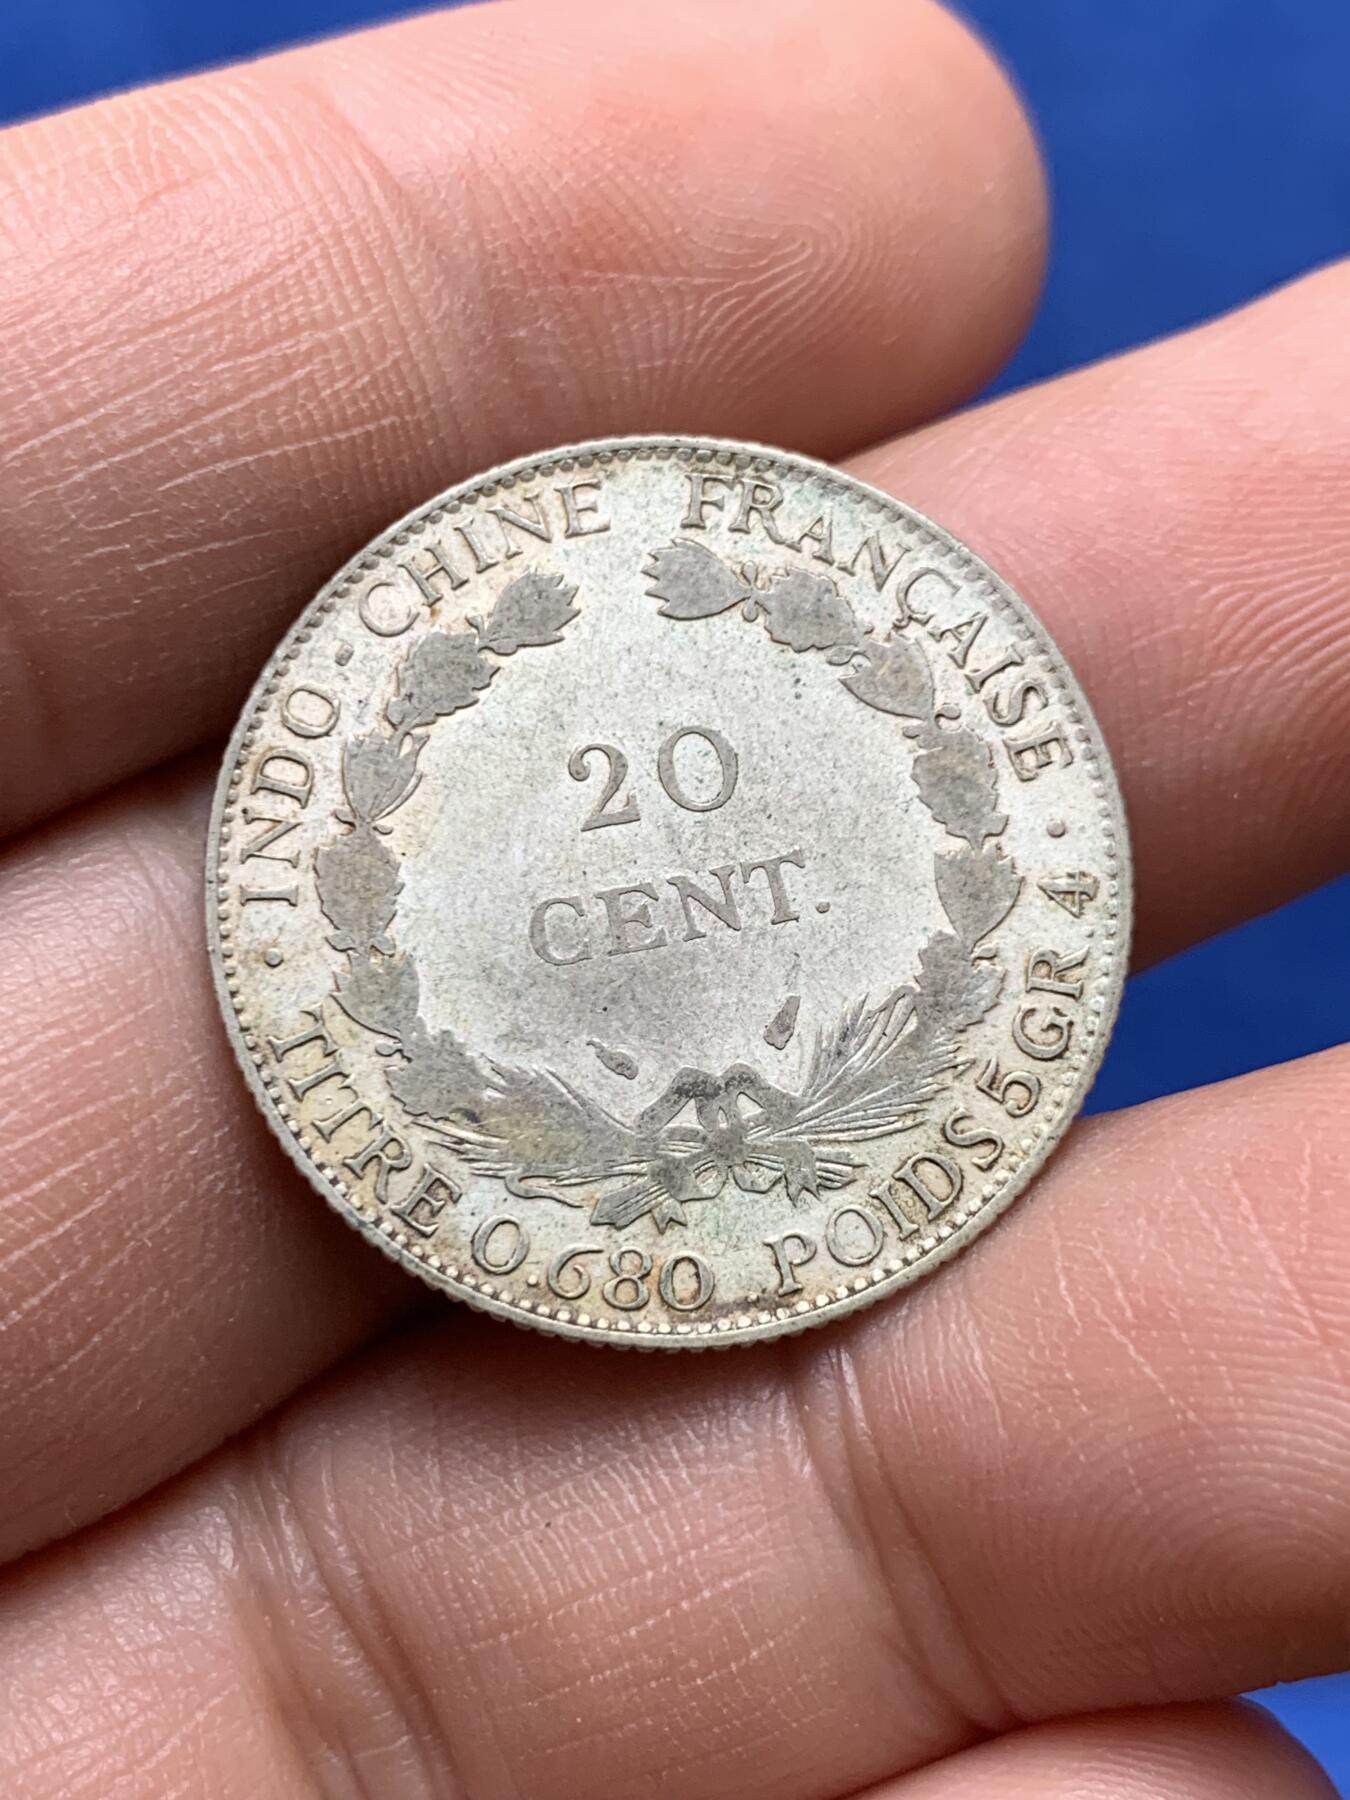 INDO-CHINE FRANÇAISE
20
CENT.
TITRE 0.680 . POIDS 5GR.4